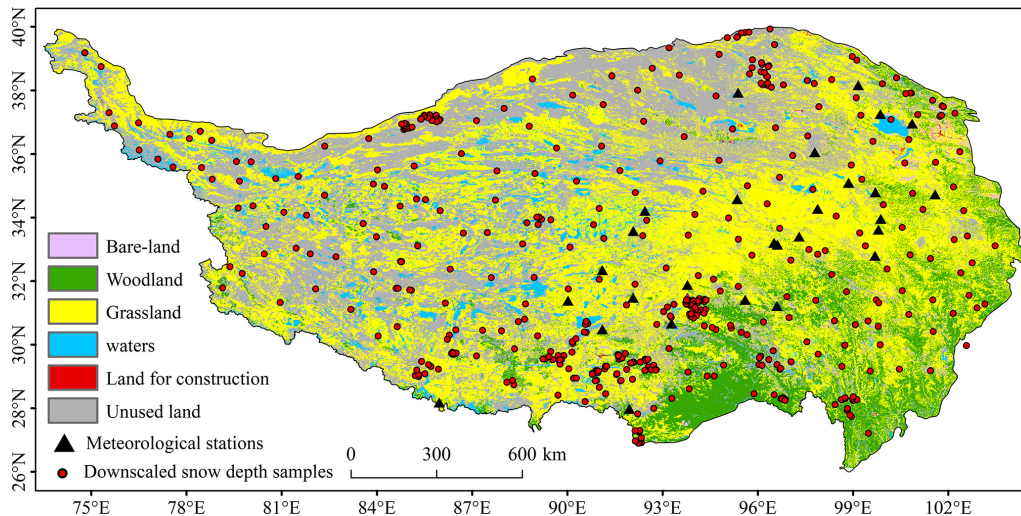 40°N
38°N
36°N
34°N
32°N
30°N
28°N
26°N
Bare-land
Woodland
Grassland
waters
Land for construction
Unused land
Meteorological stations
Downscaled snow depth samples
0 300 600 km
75°E 78°E 81°E 84°E 87°E 90°E 93°E 96°E 99°E 102°E